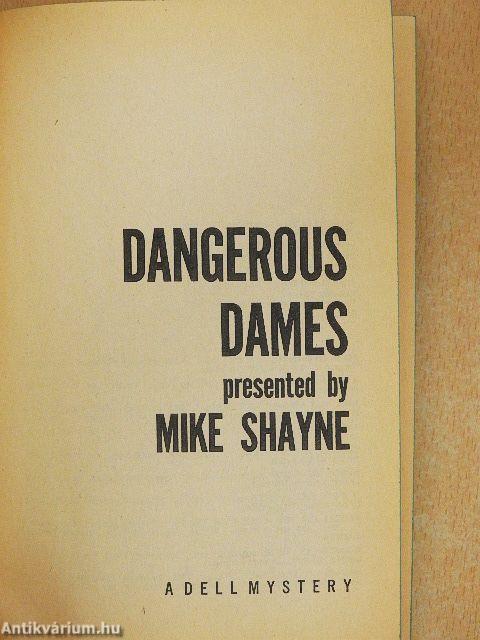 DANGEROUS
DAMES
presented by
MIKE SHAYNE
A DELL MYSTERY
Antikvárium.hu